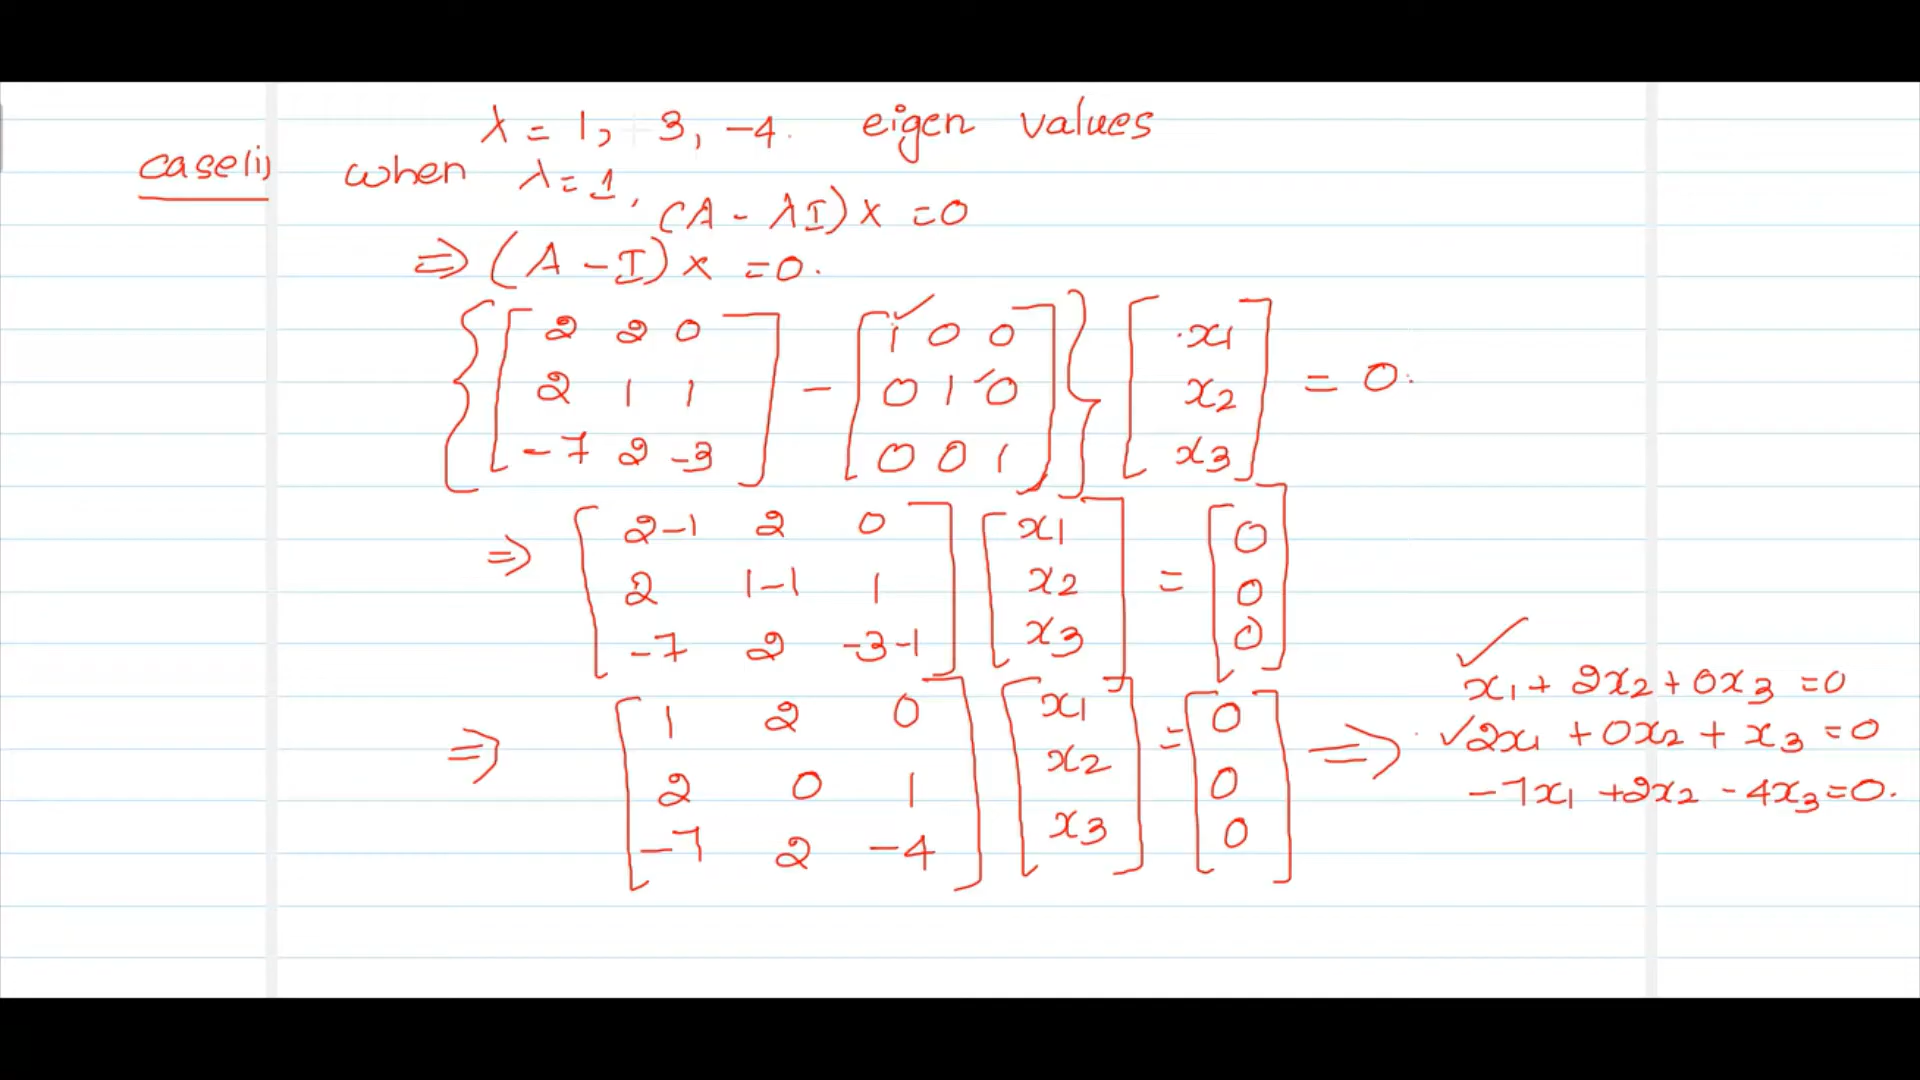 λ = 1, 3, -4. eigen values
case(i) when λ = 1,
(A - λI)X = 0
⇒ (A - I)X = 0.
{[2 2 0] - [1 0 0]} [x1]
[2 1 1] [0 1 0] [x2] = 0.
[-7 2 -3] [0 0 1] [x3]
⇒ [2-1 2 0] [x1] = [0]
[2 1-1 1] [x2] [0]
[-7 2 -3-1] [x3] [0]
⇒ [1 2 0] [x1] = [0]
[2 0 1] [x2] [0]
[-7 2 -4] [x3] [0]
⇒ ✓ x1 + 2x2 + 0x3 = 0
✓ 2x1 + 0x2 + x3 = 0
-7x1 + 2x2 - 4x3 = 0.